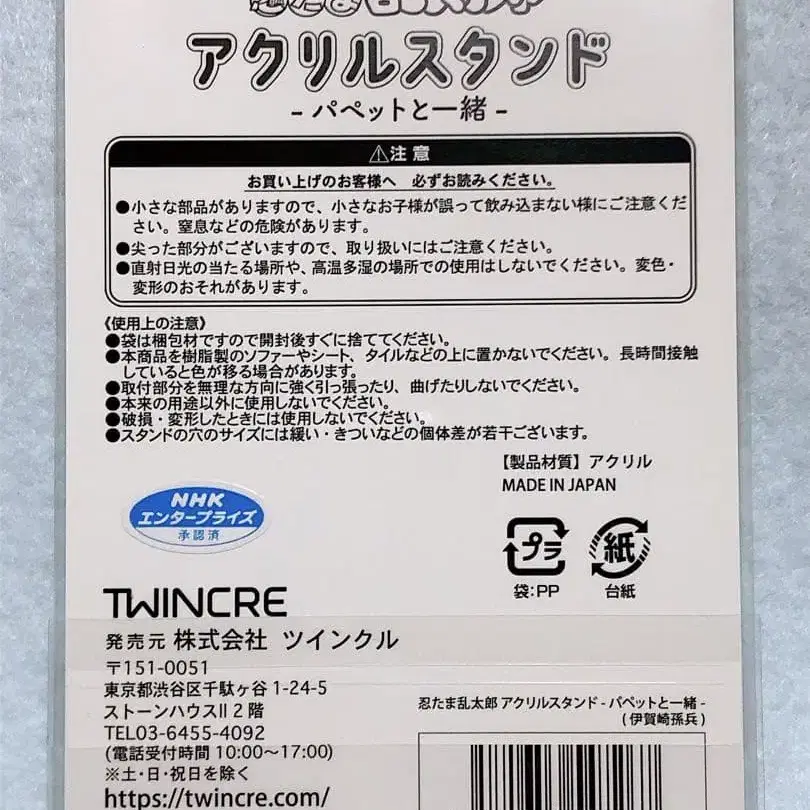 アクリルスタンド
- パペットと一緒 -
⚠注意
お買い上げのお客様へ 必ずお読みください。
●小さな部品がありますので、小さなお子様が誤って飲み込まない様にご注意くだ
さい。窒息などの危険があります。
●尖った部分がございますので、取り扱いにはご注意ください。
●直射日光の当たる場所や、高温多湿の場所での使用はしないでください。変色・
変形のおそれがあります。
《使用上の注意》
●袋は梱包材ですので開封後すぐに捨ててください。
●本商品を樹脂製のソファーやシート、タイルなどの上に置かないでください。長時間接触
していると色が移る場合があります。
●取付部分を無理な方向に強く引っ張ったり、曲げたりしないでください。
●本来の用途以外に使用しないでください。
●破損・変形したときには使用しないでください。
●スタンドの穴のサイズには緩い・きついなどの個体差が若干ございます。
【製品材質】アクリル
MADE IN JAPAN
NHK
エンタープライズ
承認済
プラ
紙
袋:PP
台紙
TWINCRE
発売元 株式会社 ツインクル
〒151-0051
東京都渋谷区千駄ヶ谷 1-24-5
ストーンハウスII 2 階
TEL03-6455-4092
(電話受付時間 10:00～17:00)
※土・日・祝日を除く
https://twincre.com/
忍たま乱太郎 アクリルスタンド - パペットと一緒 -
( 伊賀崎孫兵 )